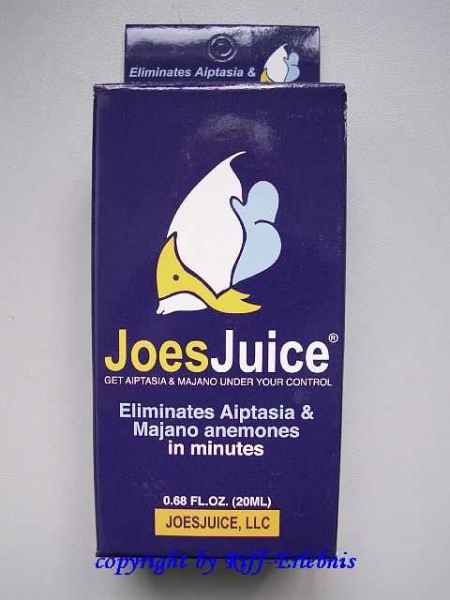 Eliminates Aiptasia &
JoesJuice®
GET AIPTASIA & MAJANO UNDER YOUR CONTROL
Eliminates Aiptasia &
Majano anemones
in minutes
0.68 FL.OZ. (20ML)
JOESJUICE, LLC
copyright by Riff-Erlebnis